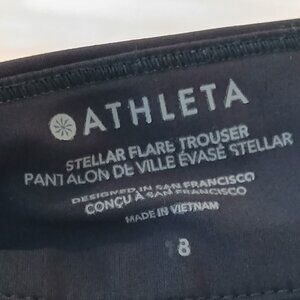 ATHLETA
STELLAR FLARE TROUSER
PANTALON DE VILLE ÉVASÉ STELLAR
DESIGNED IN SAN FRANCISCO
CONÇU À SAN FRANCISCO
MADE IN VIETNAM
8